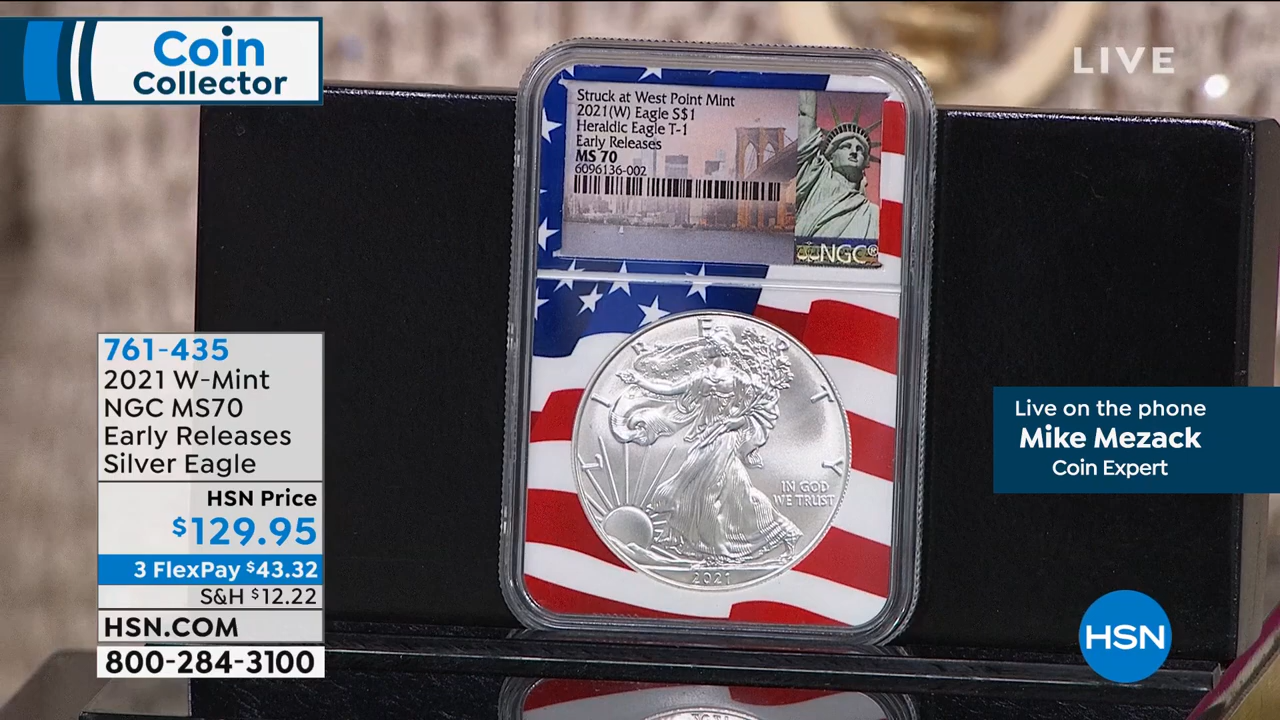 Coin
Collector
LIVE
Struck at West Point Mint
2021(W) Eagle S$1
Heraldic Eagle T-1
Early Releases
MS 70
6096136-002
NGC®
LIBERTY
IN GOD
WE TRUST
2021
761-435
2021 W-Mint
NGC MS70
Early Releases
Silver Eagle
HSN Price
$129.95
3 FlexPay $43.32
S&H $12.22
HSN.COM
800-284-3100
Live on the phone
Mike Mezack
Coin Expert
HSN